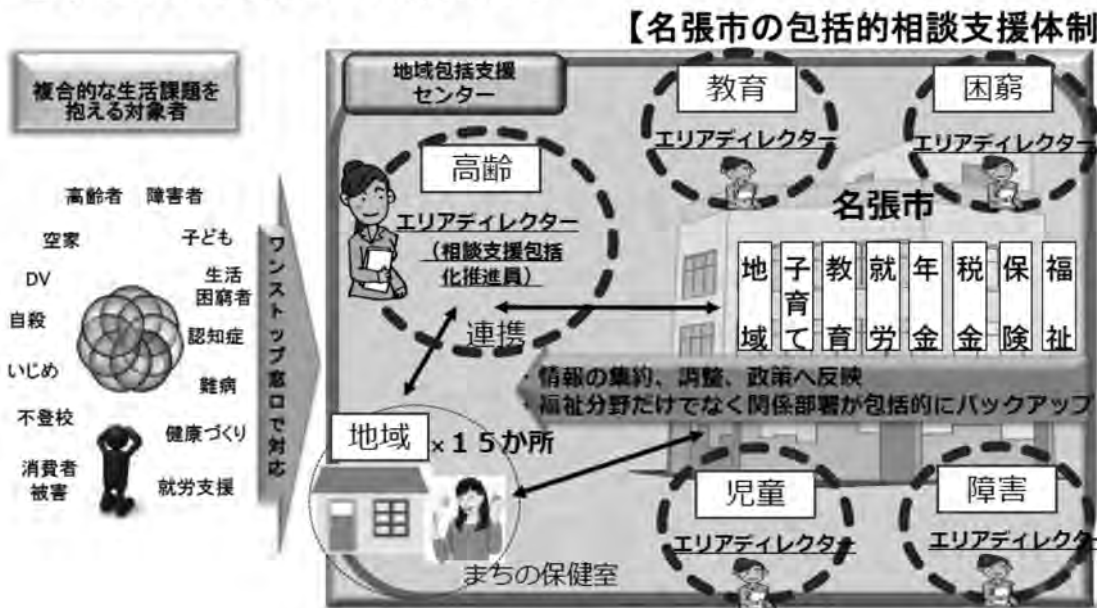 【名張市の包括的相談支援体制
複合的な生活課題を
抱える対象者
高齢者
障害者
空家
子ども
DV
生活
困窮者
自殺
認知症
いじめ
難病
不登校
健康づくり
消費者
被害
就労支援
ワンストップ窓口で対応
地域包括支援
センター
高齢
エリアディレクター
(相談支援包括
化推進員)
連携
教育
エリアディレクター
困窮
エリアディレクター
名張市
地域
子育て
教育
就労
年金
税金
保険
福祉
・情報の集約、調整、政策へ反映
・福祉分野だけでなく関係部署が包括的にバックアップ
地域
×15か所
まちの保健室
児童
エリアディレクター
障害
エリアディレクター